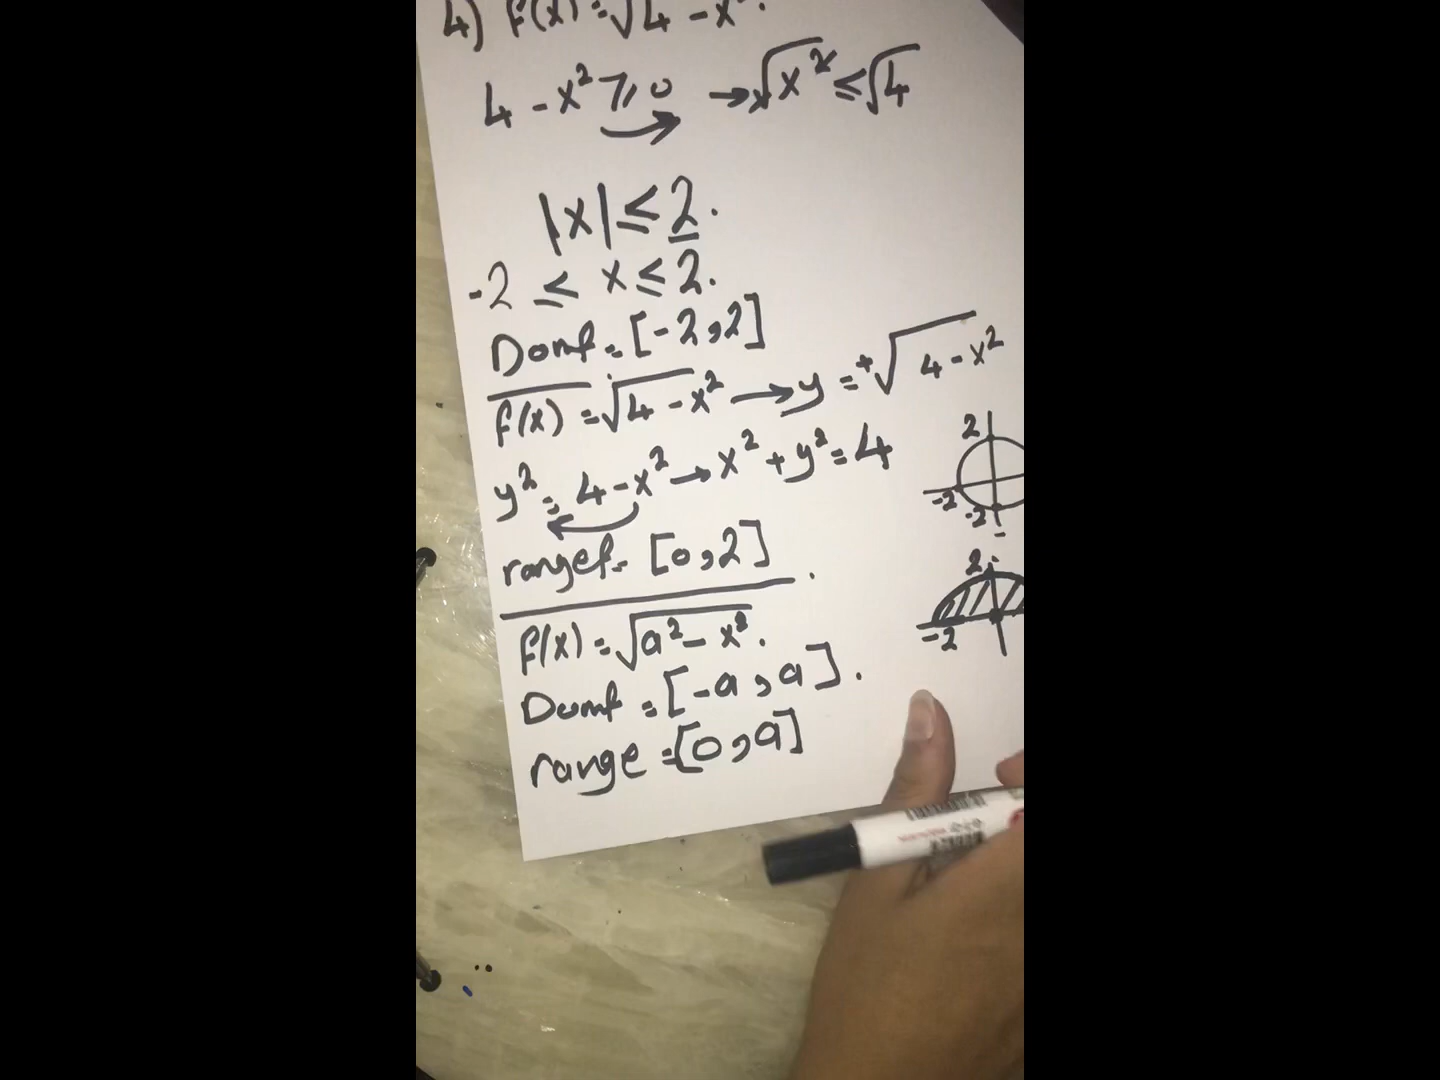 4) f(x) = √4 - x²
4 - x² ≥ 0 → √x² ≤ √4
|x| ≤ 2.
-2 ≤ x ≤ 2.
Domf = [-2,2]
f(x) = √4 - x² → y = +√4 - x²
y² = 4 - x² → x² + y² = 4
2
-2
-2
rangef = [0,2]
2
-2
f(x) = √a² - x².
Domf = [-a,a].
range = [0,a]